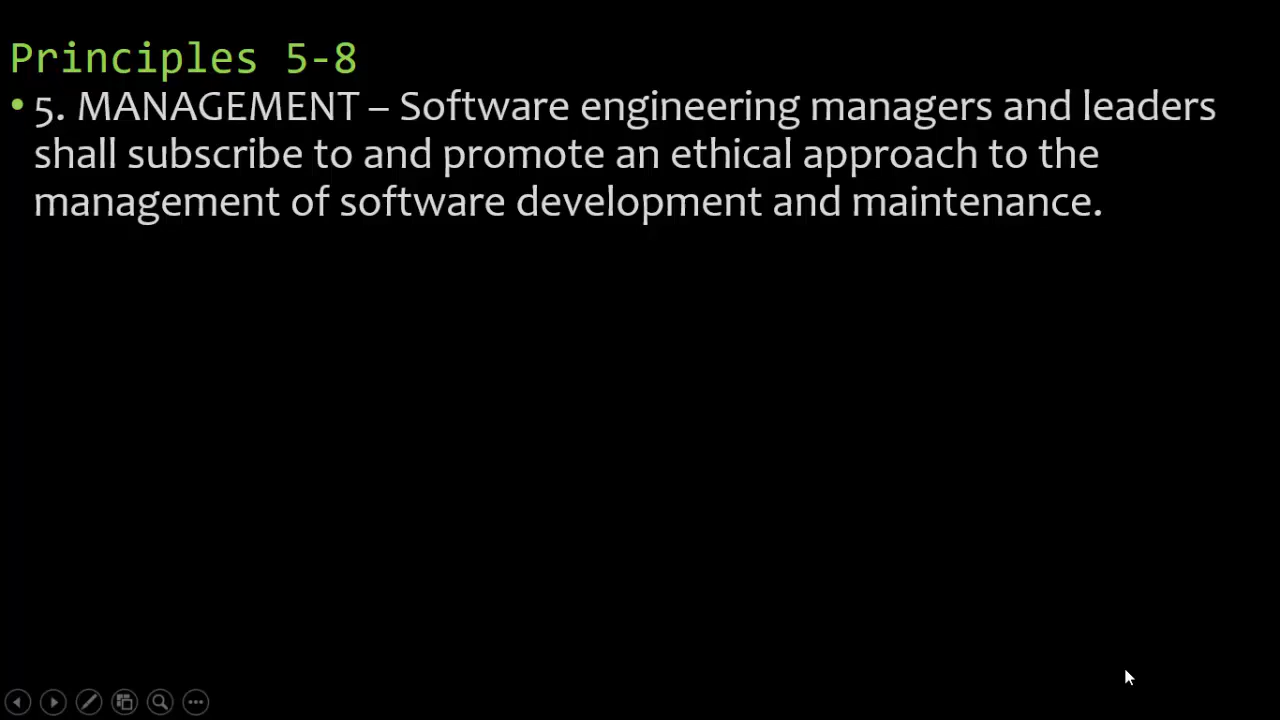 Principles 5-8
• 5. MANAGEMENT – Software engineering managers and leaders
shall subscribe to and promote an ethical approach to the
management of software development and maintenance.